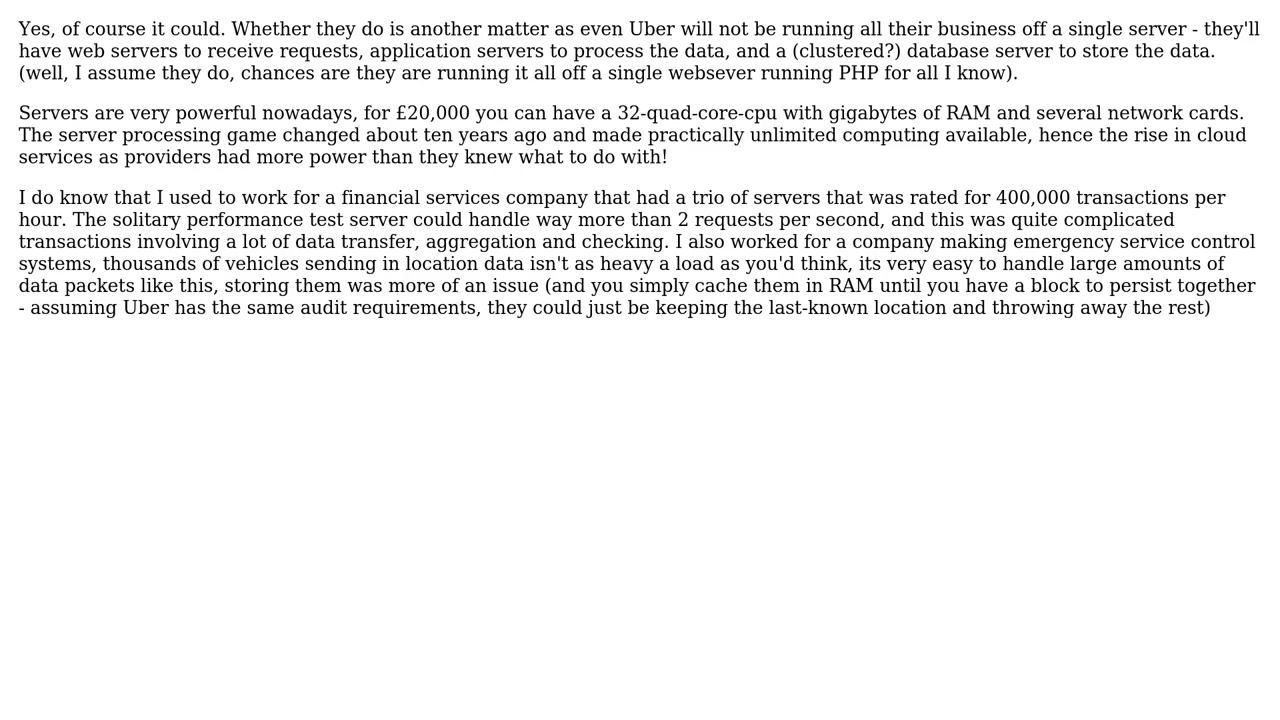 Yes, of course it could. Whether they do is another matter as even Uber will not be running all their business off a single server - they'll
have web servers to receive requests, application servers to process the data, and a (clustered?) database server to store the data.
(well, I assume they do, chances are they are running it all off a single websever running PHP for all I know).
Servers are very powerful nowadays, for £20,000 you can have a 32-quad-core-cpu with gigabytes of RAM and several network cards.
The server processing game changed about ten years ago and made practically unlimited computing available, hence the rise in cloud
services as providers had more power than they knew what to do with!
I do know that I used to work for a financial services company that had a trio of servers that was rated for 400,000 transactions per
hour. The solitary performance test server could handle way more than 2 requests per second, and this was quite complicated
transactions involving a lot of data transfer, aggregation and checking. I also worked for a company making emergency service control
systems, thousands of vehicles sending in location data isn't as heavy a load as you'd think, its very easy to handle large amounts of
data packets like this, storing them was more of an issue (and you simply cache them in RAM until you have a block to persist together
- assuming Uber has the same audit requirements, they could just be keeping the last-known location and throwing away the rest)